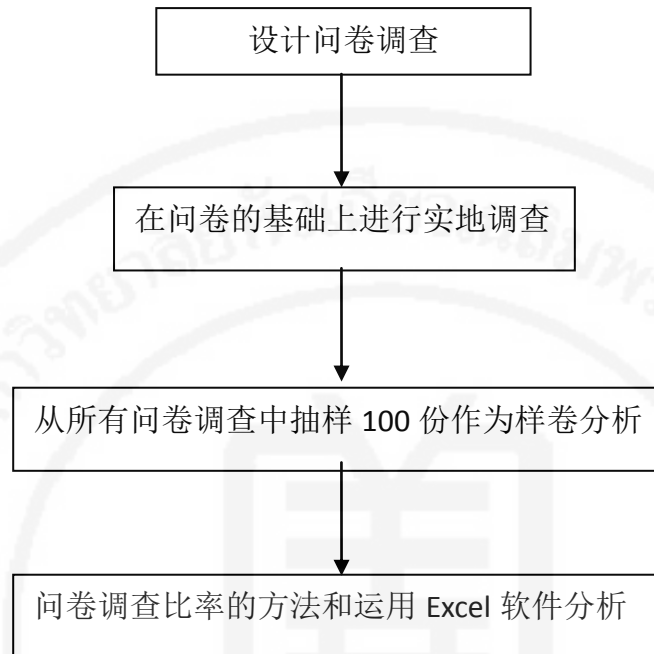 设计问卷调查
在问卷的基础上进行实地调查
从所有问卷调查中抽样 100 份作为样卷分析
问卷调查比率的方法和运用 Excel 软件分析